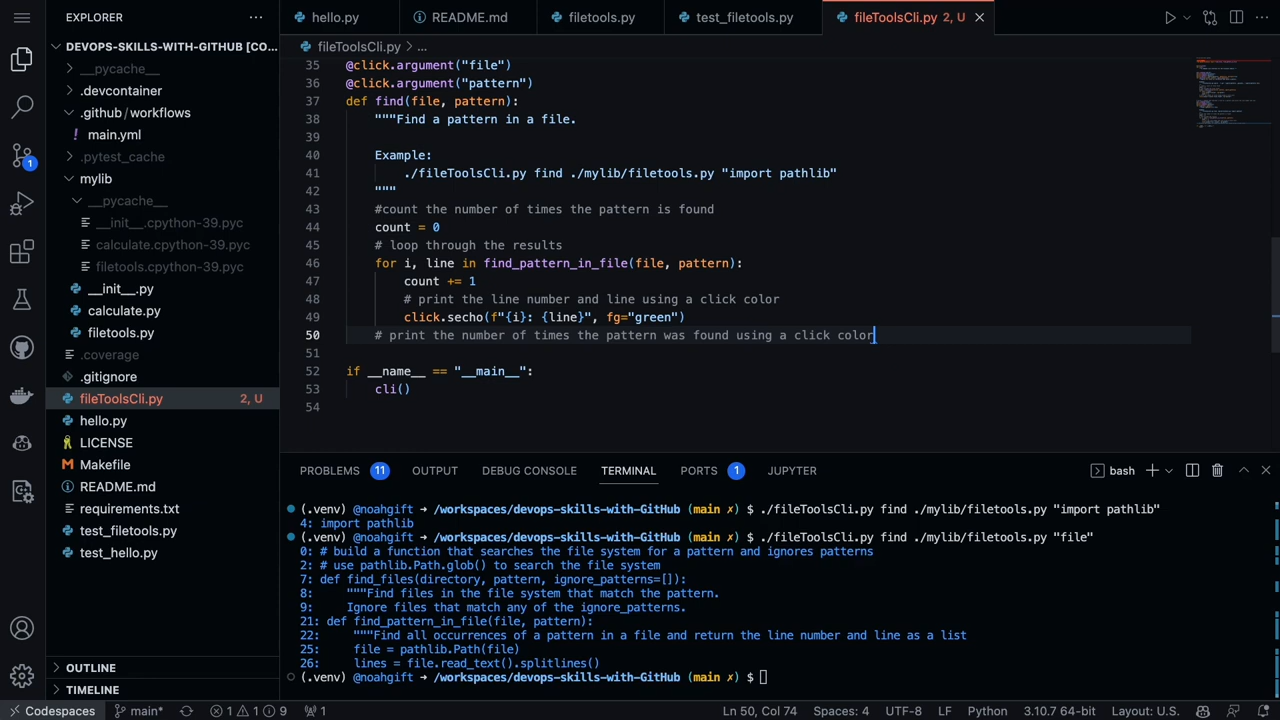 EXPLORER
hello.py
README.md
filetools.py
test_filetools.py
fileToolsCli.py 2, U
DEVOPS-SKILLS-WITH-GITHUB [CO...
__pycache__
.devcontainer
.github / workflows
main.yml
.pytest_cache
mylib
__pycache__
__init__.cpython-39.pyc
calculate.cpython-39.pyc
filetools.cpython-39.pyc
__init__.py
calculate.py
filetools.py
.coverage
.gitignore
fileToolsCli.py 2, U
hello.py
LICENSE
Makefile
README.md
requirements.txt
test_filetools.py
test_hello.py
OUTLINE
TIMELINE
1
fileToolsCli.py > ...
35 @click.argument("file")
36 @click.argument("pattern")
37 def find(file, pattern):
38 """Find a pattern in a file.
39
40 Example:
41 ./fileToolsCli.py find ./mylib/filetools.py "import pathlib"
42 """
43 #count the number of times the pattern is found
44 count = 0
45 # loop through the results
46 for i, line in find_pattern_in_file(file, pattern):
47 count += 1
48 # print the line number and line using a click color
49 click.secho(f"{i}: {line}", fg="green")
50 # print the number of times the pattern was found using a click color
51
52 if __name__ == "__main__":
53 cli()
54
PROBLEMS 11 OUTPUT DEBUG CONSOLE TERMINAL PORTS 1 JUPYTER bash
(.venv) @noahgift ➜ /workspaces/devops-skills-with-GitHub (main ✗) $ ./fileToolsCli.py find ./mylib/filetools.py "import pathlib"
4: import pathlib
(.venv) @noahgift ➜ /workspaces/devops-skills-with-GitHub (main ✗) $ ./fileToolsCli.py find ./mylib/filetools.py "file"
0: # build a function that searches the file system for a pattern and ignores patterns
2: # use pathlib.Path.glob() to search the file system
7: def find_files(directory, pattern, ignore_patterns=[]):
8: """Find files in the file system that match the pattern.
9: Ignore files that match any of the ignore_patterns.
21: def find_pattern_in_file(file, pattern):
22: """Find all occurrences of a pattern in a file and return the line number and line as a list
25: file = pathlib.Path(file)
26: lines = file.read_text().splitlines()
(.venv) @noahgift ➜ /workspaces/devops-skills-with-GitHub (main ✗) $
Codespaces main* 1 1 9 1 Ln 50, Col 74 Spaces: 4 UTF-8 LF Python 3.10.7 64-bit Layout: U.S.